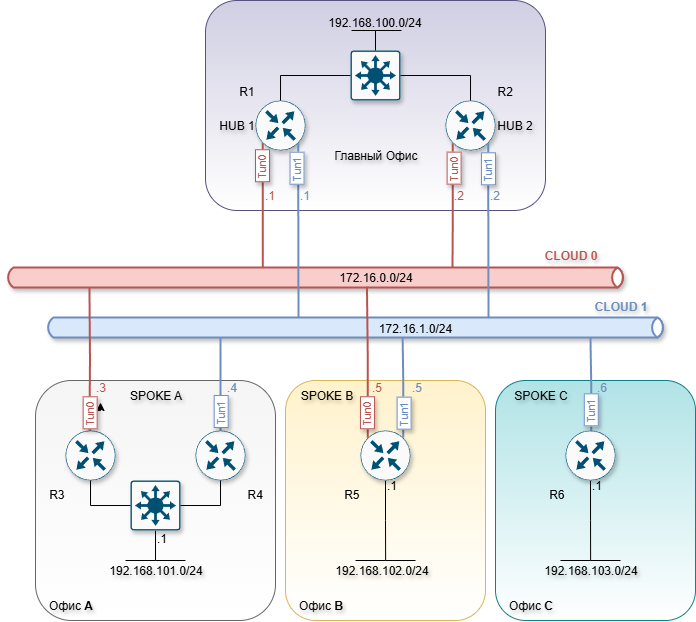 192.168.100.0/24
R1
R2
HUB 1
HUB 2
Главный Офис
Tun0
Tun1
Tun0
Tun1
.1
.1
.2
.2
CLOUD 0
172.16.0.0/24
CLOUD 1
172.16.1.0/24
.3
.4
.5
.5
.6
SPOKE A
SPOKE B
SPOKE C
Tun0
Tun1
Tun0
Tun1
Tun1
R3
R4
R5
R6
.1
.1
.1
192.168.101.0/24
192.168.102.0/24
192.168.103.0/24
Офис A
Офис B
Офис C